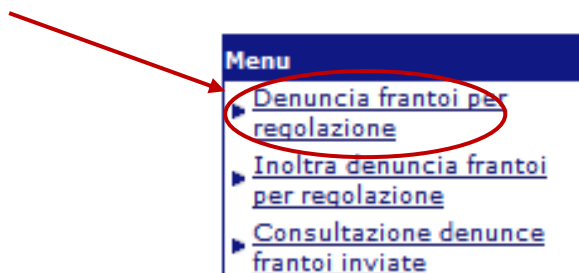 Menu
Denuncia frantoi per
regolazione
Inoltra denuncia frantoi
per regolazione
Consultazione denunce
frantoi inviate